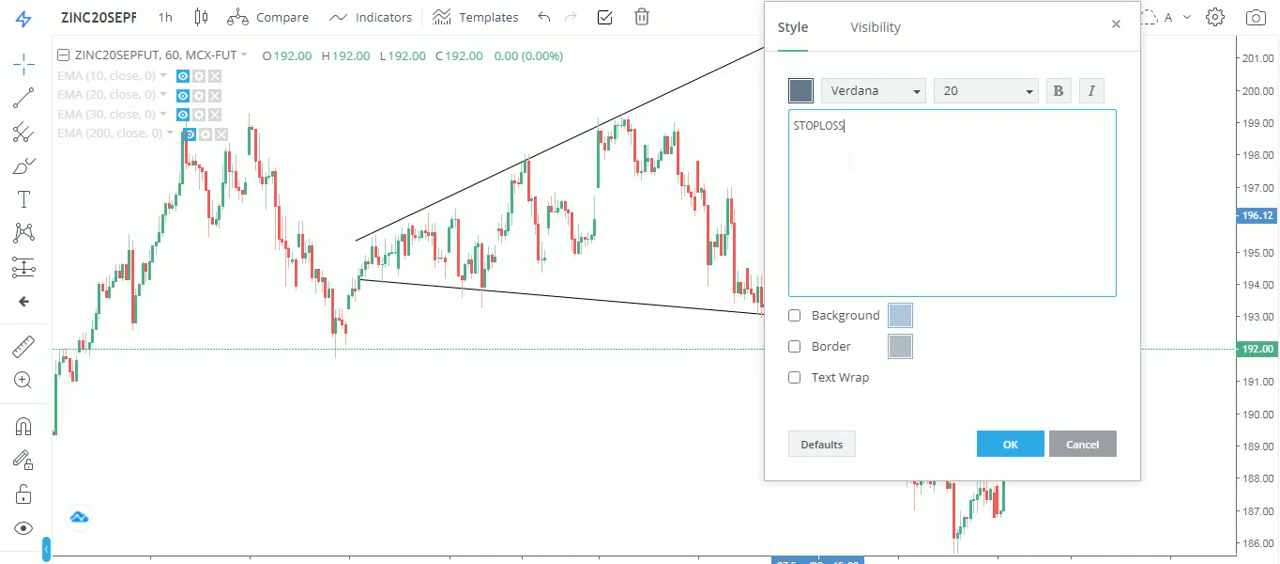 ZINC20SEPF 1h Compare Indicators Templates
A
ZINC20SEPFUT, 60, MCX-FUT O192.00 H192.00 L192.00 C192.00 0.00 (0.00%)
EMA (10, close, 0)
EMA (20, close, 0)
EMA (30, close, 0)
EMA (200, close, 0)
Style Visibility
Verdana 20 B I
STOPLOSS
Background
Border
Text Wrap
Defaults OK Cancel
201.00
200.00
199.00
198.00
197.00
196.12
195.00
194.00
193.00
192.00
191.00
190.00
189.00
188.00
187.00
186.00